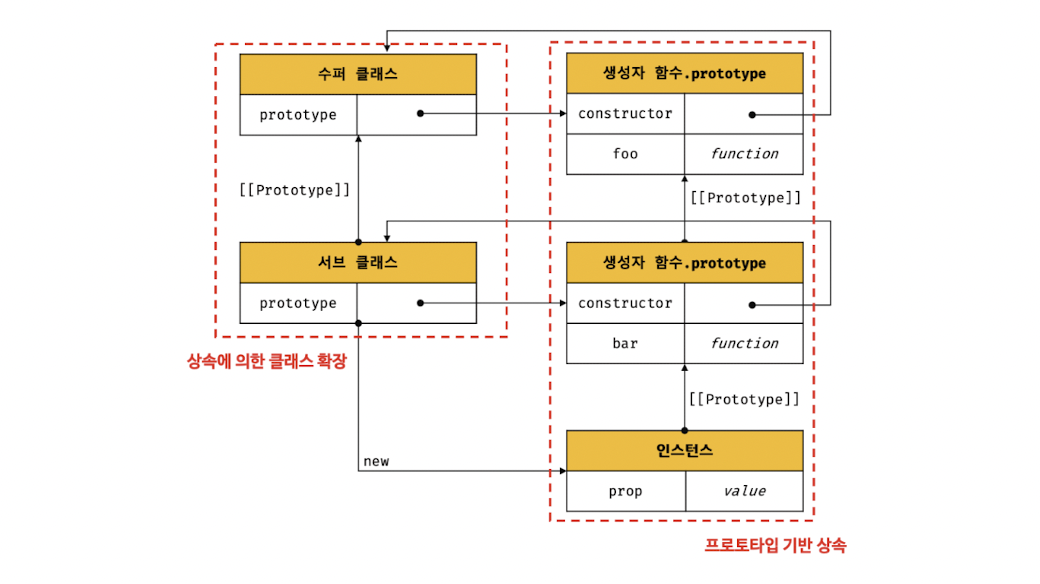 수퍼 클래스
prototype
생성자 함수.prototype
constructor
foo function
[[Prototype]]
[[Prototype]]
서브 클래스
prototype
생성자 함수.prototype
constructor
bar function
상속에 의한 클래스 확장
[[Prototype]]
new
인스턴스
prop value
프로토타입 기반 상속